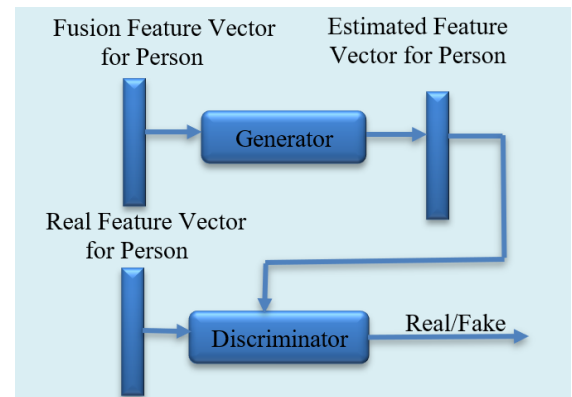 Fusion Feature Vector
for Person
Estimated Feature
Vector for Person
Generator
Real Feature Vector
for Person
Discriminator
Real/Fake